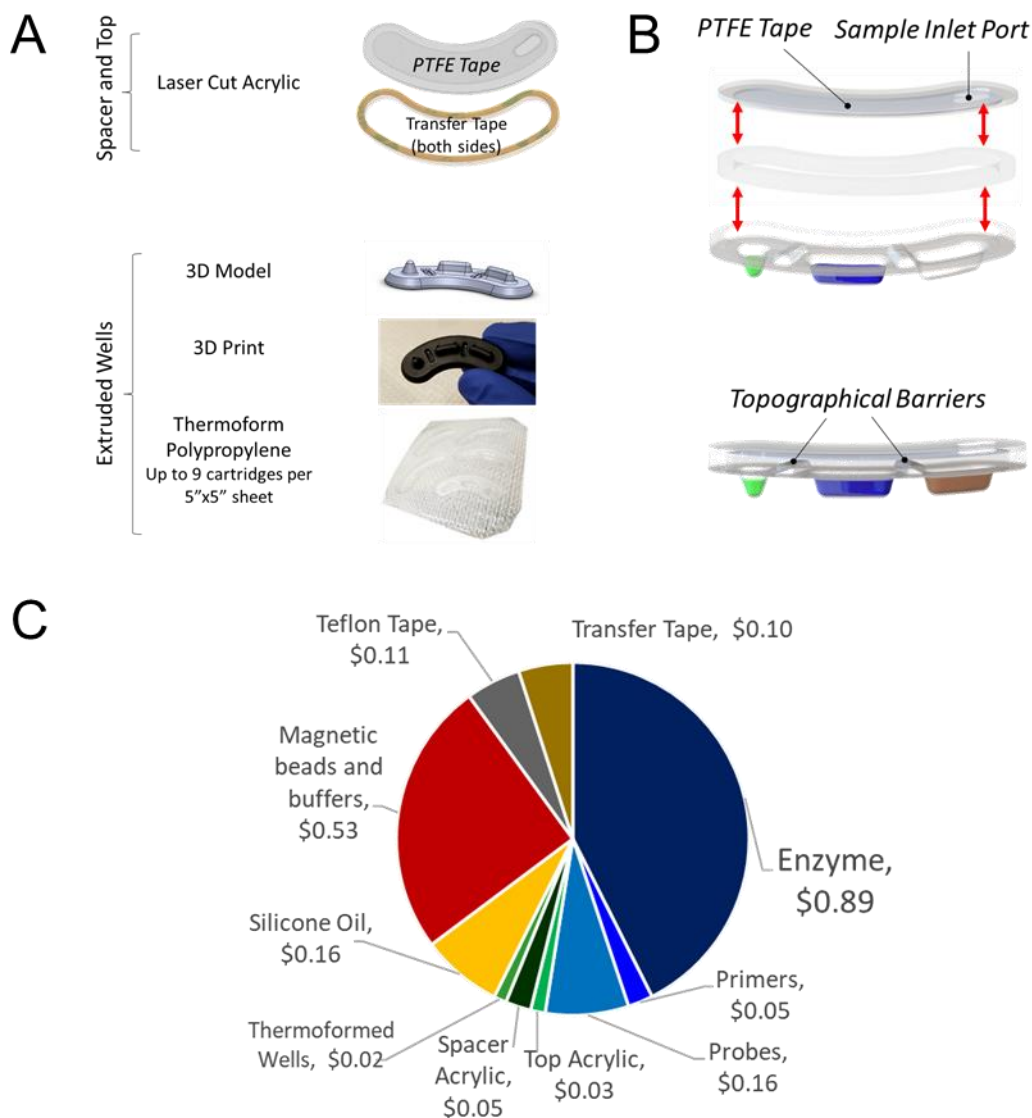 A
Spacer and Top
Laser Cut Acrylic
PTFE Tape
Transfer Tape
(both sides)
Extruded Wells
3D Model
3D Print
Thermoform
Polypropylene
Up to 9 cartridges per
5”x5” sheet
B
PTFE Tape
Sample Inlet Port
Topographical Barriers
C
Teflon Tape,
$0.11
Transfer Tape, $0.10
Magnetic
beads and
buffers,
$0.53
Enzyme,
$0.89
Silicone Oil,
$0.16
Primers,
$0.05
Thermoformed
Wells, $0.02
Spacer
Acrylic,
$0.05
Top Acrylic,
$0.03
Probes,
$0.16